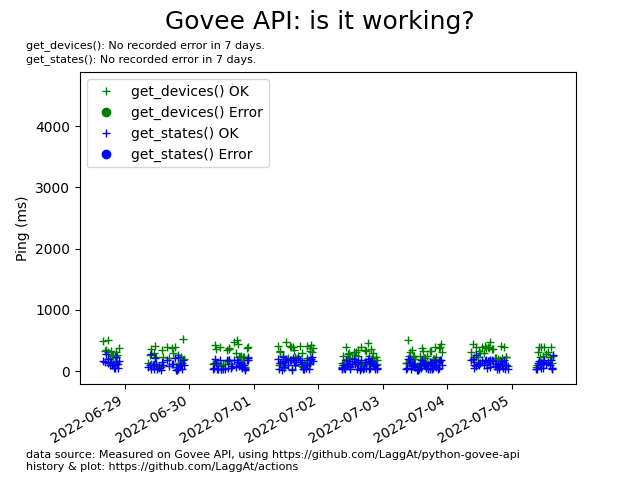 Govee API: is it working?
get_devices(): No recorded error in 7 days.
get_states(): No recorded error in 7 days.
get_devices() OK
get_devices() Error
get_states() OK
get_states() Error
Ping (ms)
4000
3000
2000
1000
0
2022-06-29
2022-06-30
2022-07-01
2022-07-02
2022-07-03
2022-07-04
2022-07-05
data source: Measured on Govee API, using https://github.com/LaggAt/python-govee-api
history & plot: https://github.com/LaggAt/actions